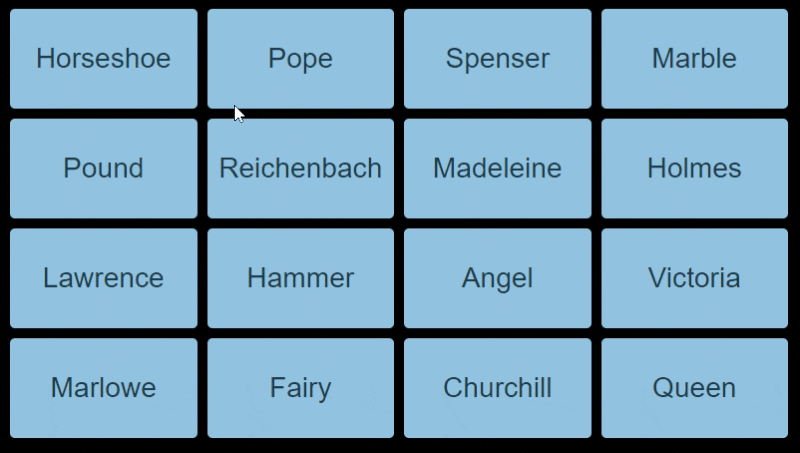 Horseshoe Pope Spenser Marble
Pound Reichenbach Madeleine Holmes
Lawrence Hammer Angel Victoria
Marlowe Fairy Churchill Queen